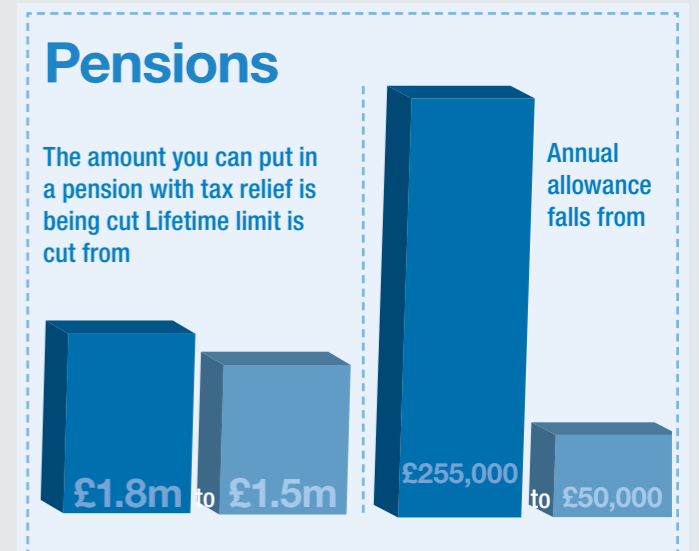 Pensions
The amount you can put in
a pension with tax relief is
being cut Lifetime limit is
cut from
£1.8m to £1.5m
Annual
allowance
falls from
£255,000
to £50,000